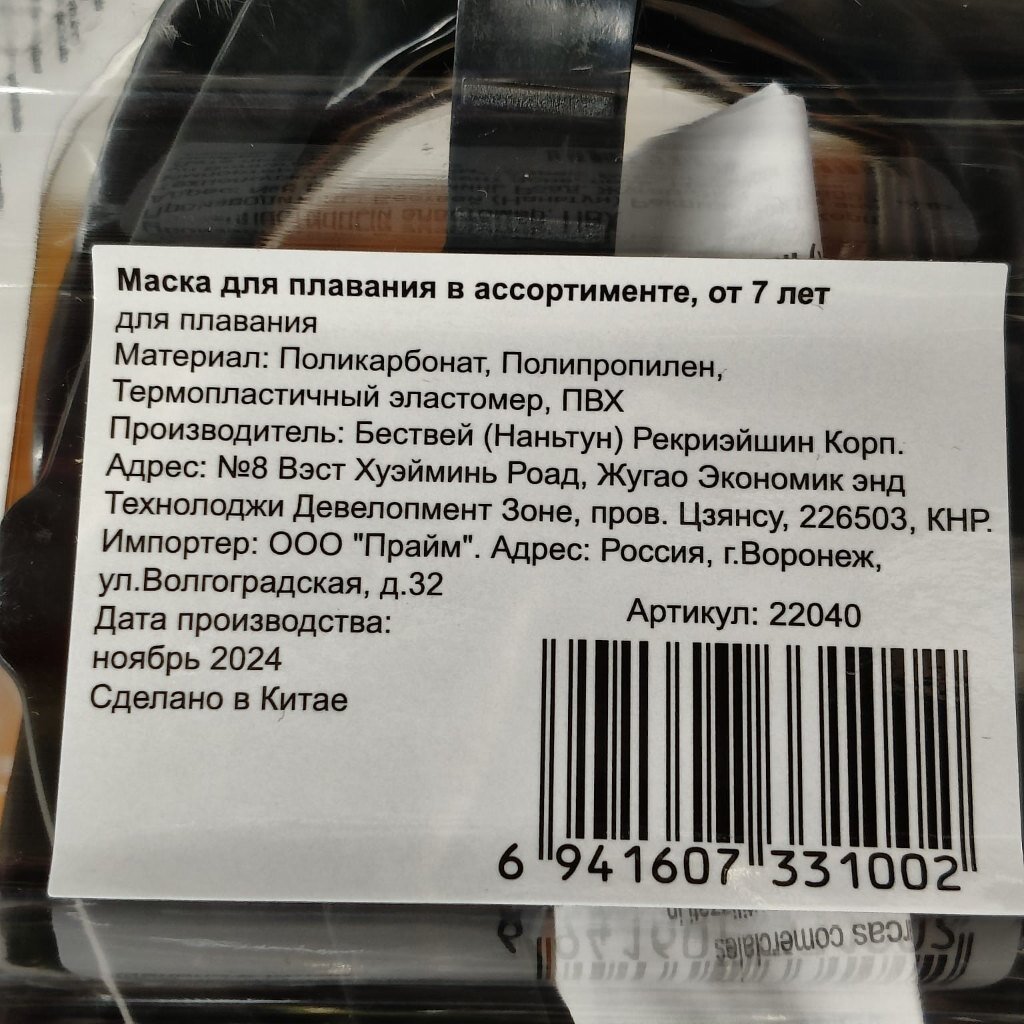 Маска для плавания в ассортименте, от 7 лет
для плавания
Материал: Поликарбонат, Полипропилен,
Термопластичный эластомер, ПВХ
Производитель: Бествей (Наньтун) Рекриэйшин Корп.
Адрес: №8 Вэст Хуэйминь Роад, Жугао Экономик энд
Технолоджи Девелопмент Зоне, пров. Цзянсу, 226503, КНР.
Импортер: ООО "Прайм". Адрес: Россия, г.Воронеж,
ул.Волгоградская, д.32
Дата производства:
ноябрь 2024
Сделано в Китае
Артикул: 22040
6 941607 331002
rcas comerciales